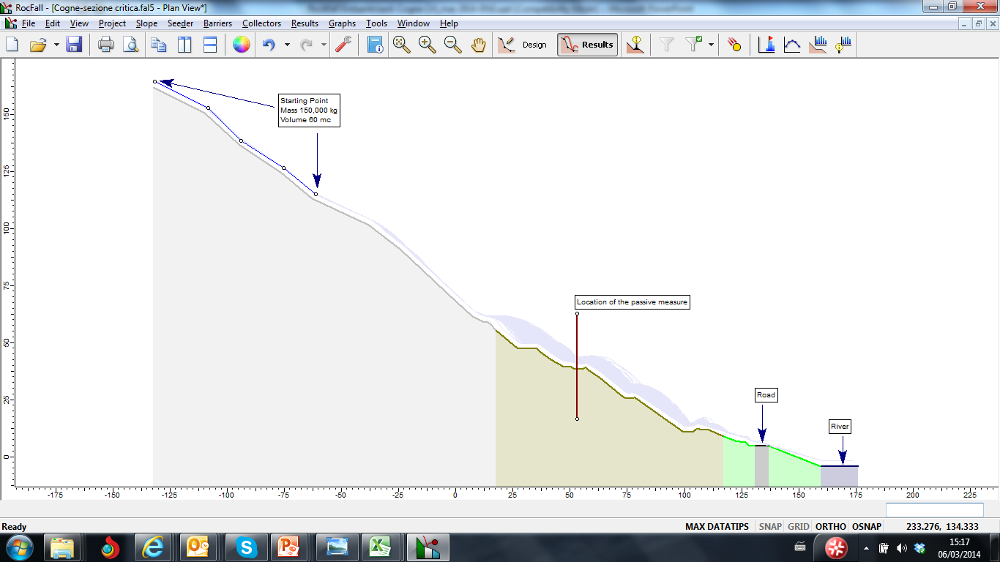 RocFall - [Cogne-sezione critica.fal5 - Plan View*]
File Edit View Project Slope Seeder Barriers Collectors Results Graphs Tools Window Help
Design Results
Starting Point
Mass 150,000 kg
Volume 60 mc
Location of the passive measure
Road
River
150
125
100
75
50
25
0
-175 -150 -125 -100 -75 -50 -25 0 25 50 75 100 125 150 175 200 225
Ready MAX DATATIPS SNAP GRID ORTHO OSNAP 233.276, 134.333
15:17
06/03/2014